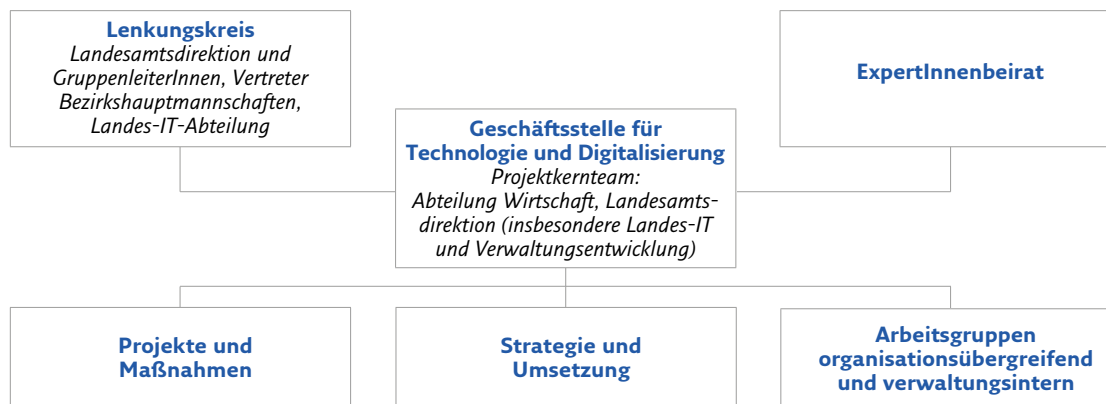 Lenkungskreis
Landesamtsdirektion und
GruppenleiterInnen, Vertreter
Bezirkshauptmannschaften,
Landes-IT-Abteilung
ExpertInnenbeirat
Geschäftsstelle für
Technologie und Digitalisierung
Projektkernteam:
Abteilung Wirtschaft, Landesamts-
direktion (insbesondere Landes-IT
und Verwaltungsentwicklung)
Projekte und
Maßnahmen
Strategie und
Umsetzung
Arbeitsgruppen
organisationsübergreifend
und verwaltungsintern